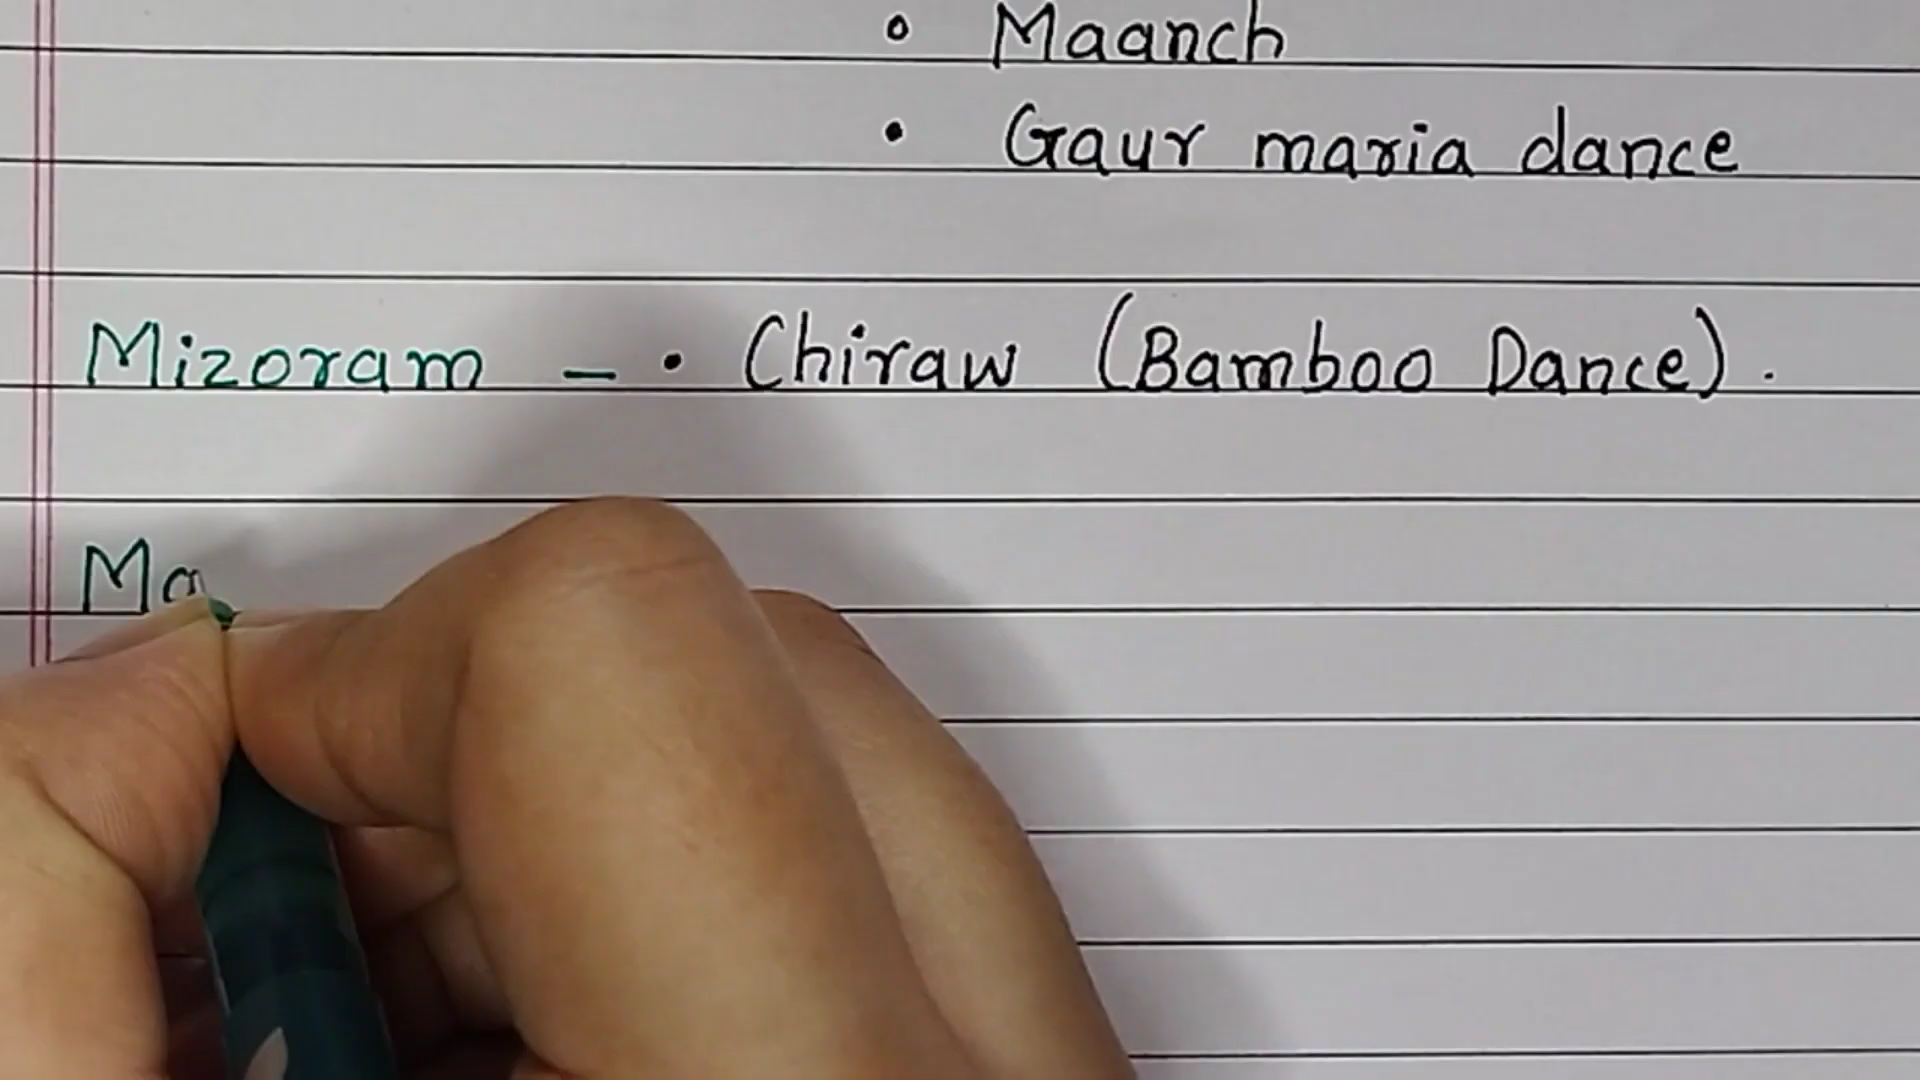 • Maanch
• Gaur maria dance
Mizoram - • Chiraw (Bamboo Dance).
Ma